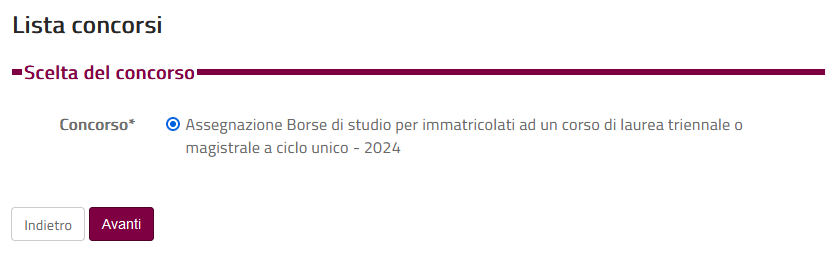 Lista concorsi
Scelta del concorso
Concorso* Assegnazione Borse di studio per immatricolati ad un corso di laurea triennale o
magistrale a ciclo unico - 2024
Indietro Avanti